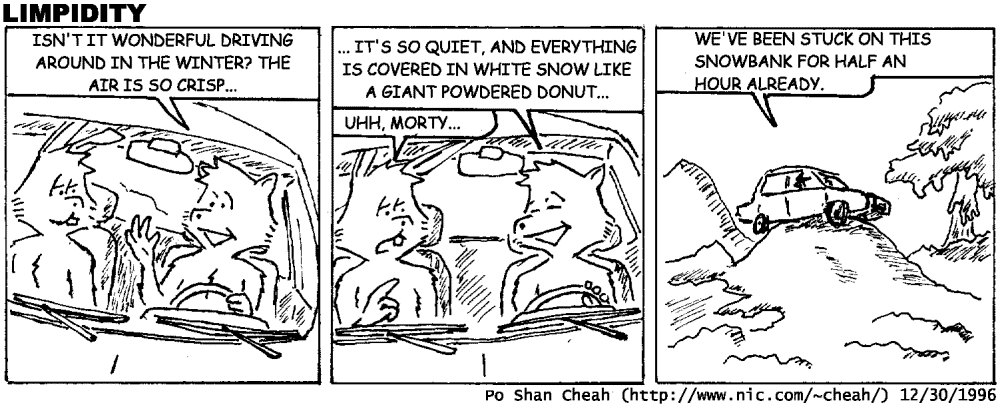 LIMPIDITY
ISN'T IT WONDERFUL DRIVING
AROUND IN THE WINTER? THE
AIR IS SO CRISP...
... IT'S SO QUIET, AND EVERYTHING
IS COVERED IN WHITE SNOW LIKE
A GIANT POWDERED DONUT...
UHH, MORTY...
WE'VE BEEN STUCK ON THIS
SNOWBANK FOR HALF AN
HOUR ALREADY.
Po Shan Cheah (http://www.nic.com/~cheah/) 12/30/1996